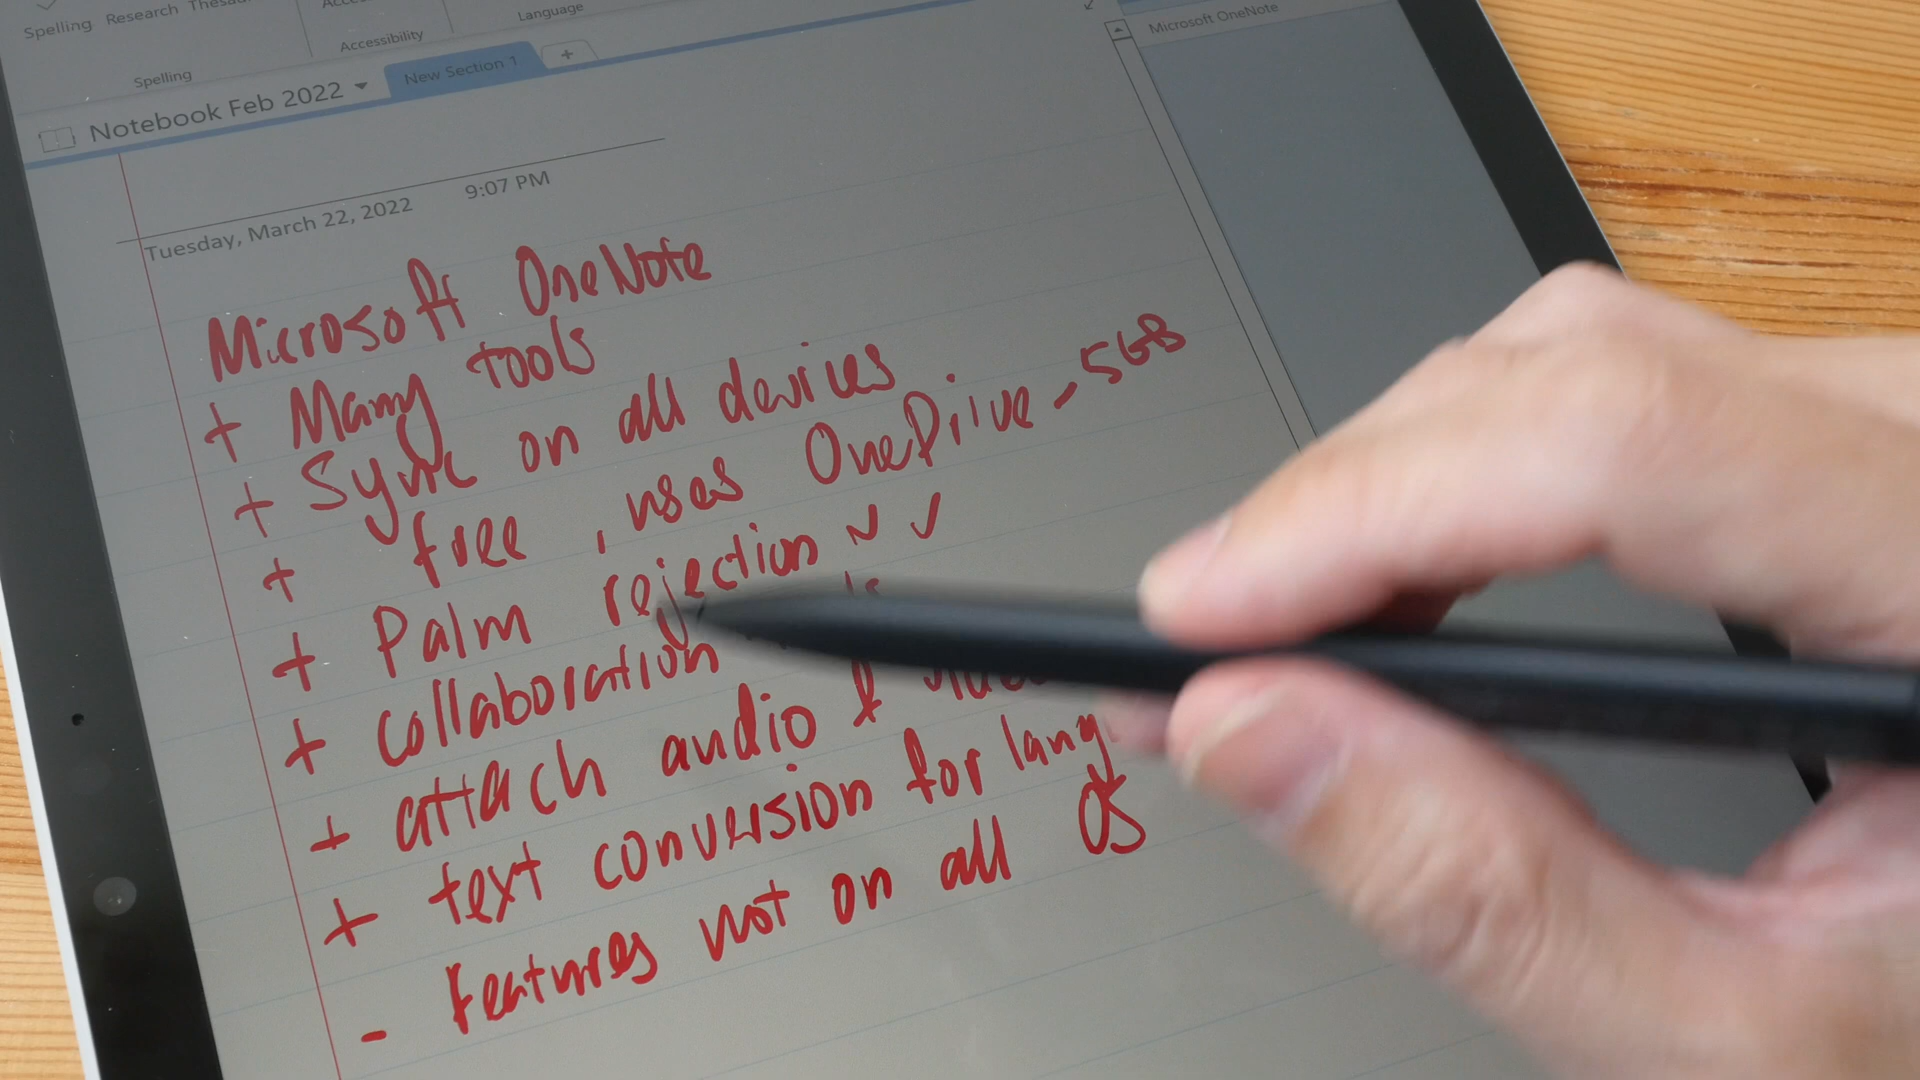 Spelling Research
Language
Accessibility
Spelling
Microsoft OneNote
Notebook Feb 2022
New Section 1
+
Tuesday, March 22, 2022 9:07 PM
Microsoft OneNote
+ Many tools
+ Sync on all devices
+ free, uses OneDrive - 5GB
+ Palm rejection ✓ ✓
+ collaboration
+ attach audio &
+ text conversion for lang.
- Features not on all OS